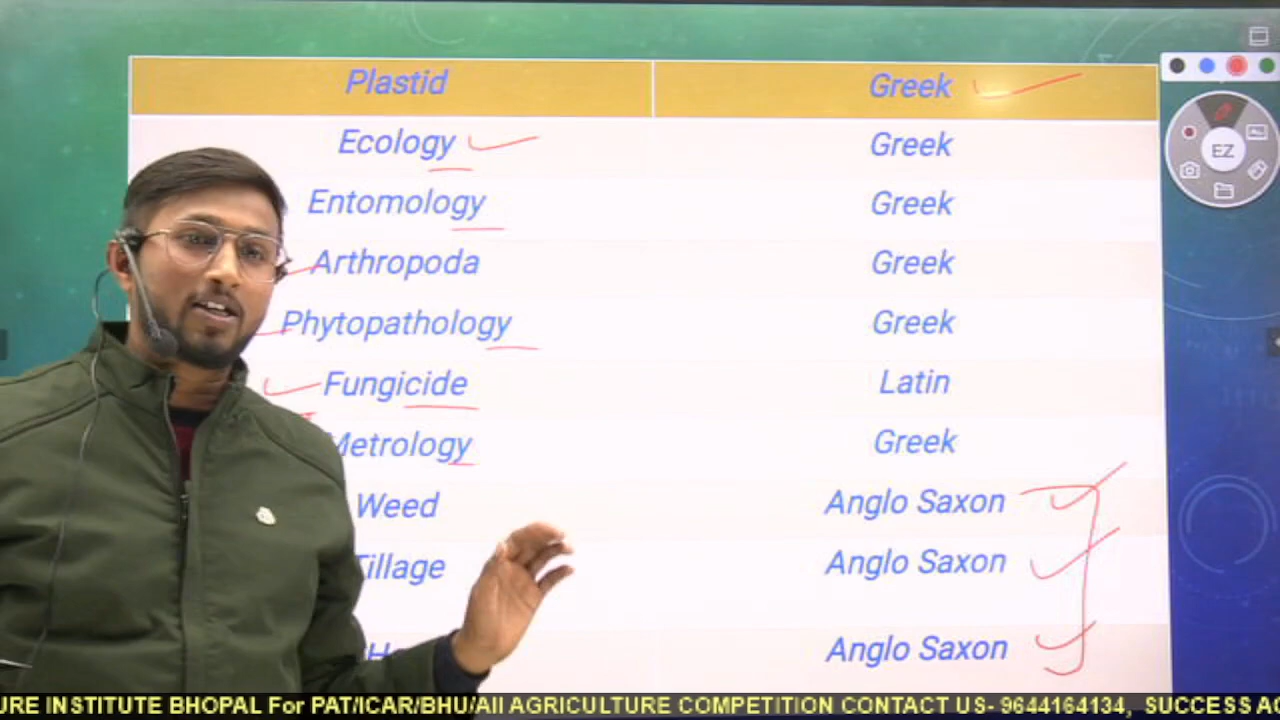 Plastid Greek
Ecology Greek
Entomology Greek
Arthropoda Greek
Phytopathology Greek
Fungicide Latin
Metrology Greek
Weed Anglo Saxon
Tillage Anglo Saxon
Anglo Saxon
EZ
URE INSTITUTE BHOPAL For PAT/ICAR/BHU/All AGRICULTURE COMPETITION CONTACT US- 9644164134, SUCCESS AG